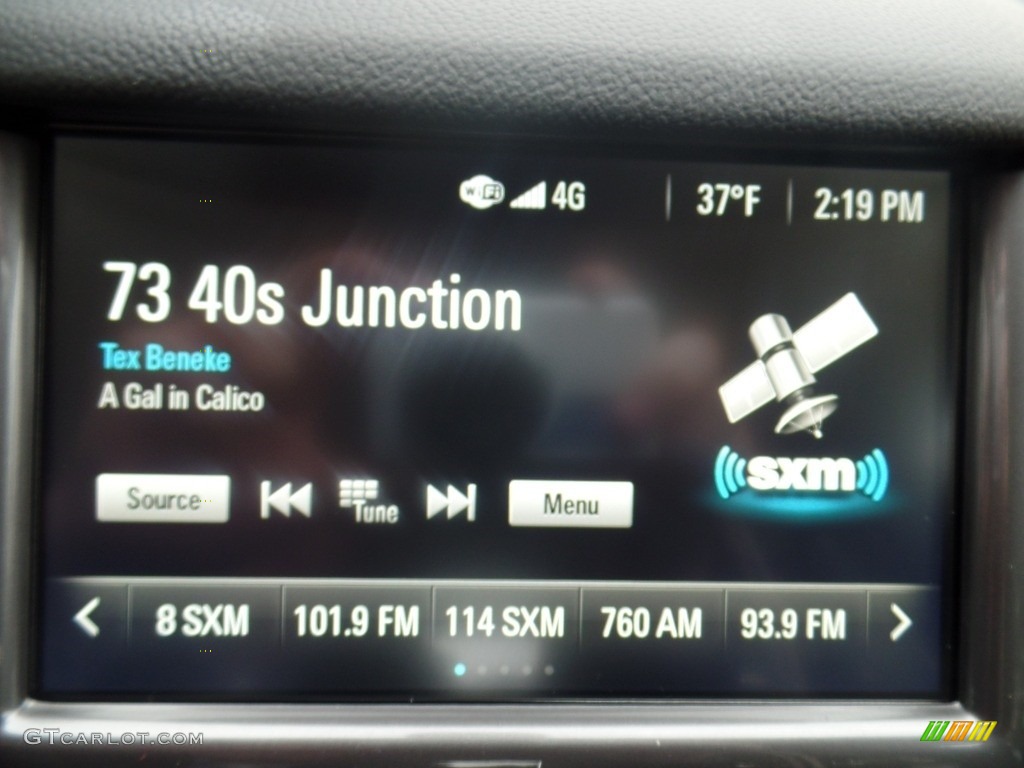 WiFi 4G 37°F 2:19 PM
73 40s Junction
Tex Beneke
A Gal in Calico
sxm
Source Tune Menu
8 SXM 101.9 FM 114 SXM 760 AM 93.9 FM
GTCARLOT.COM